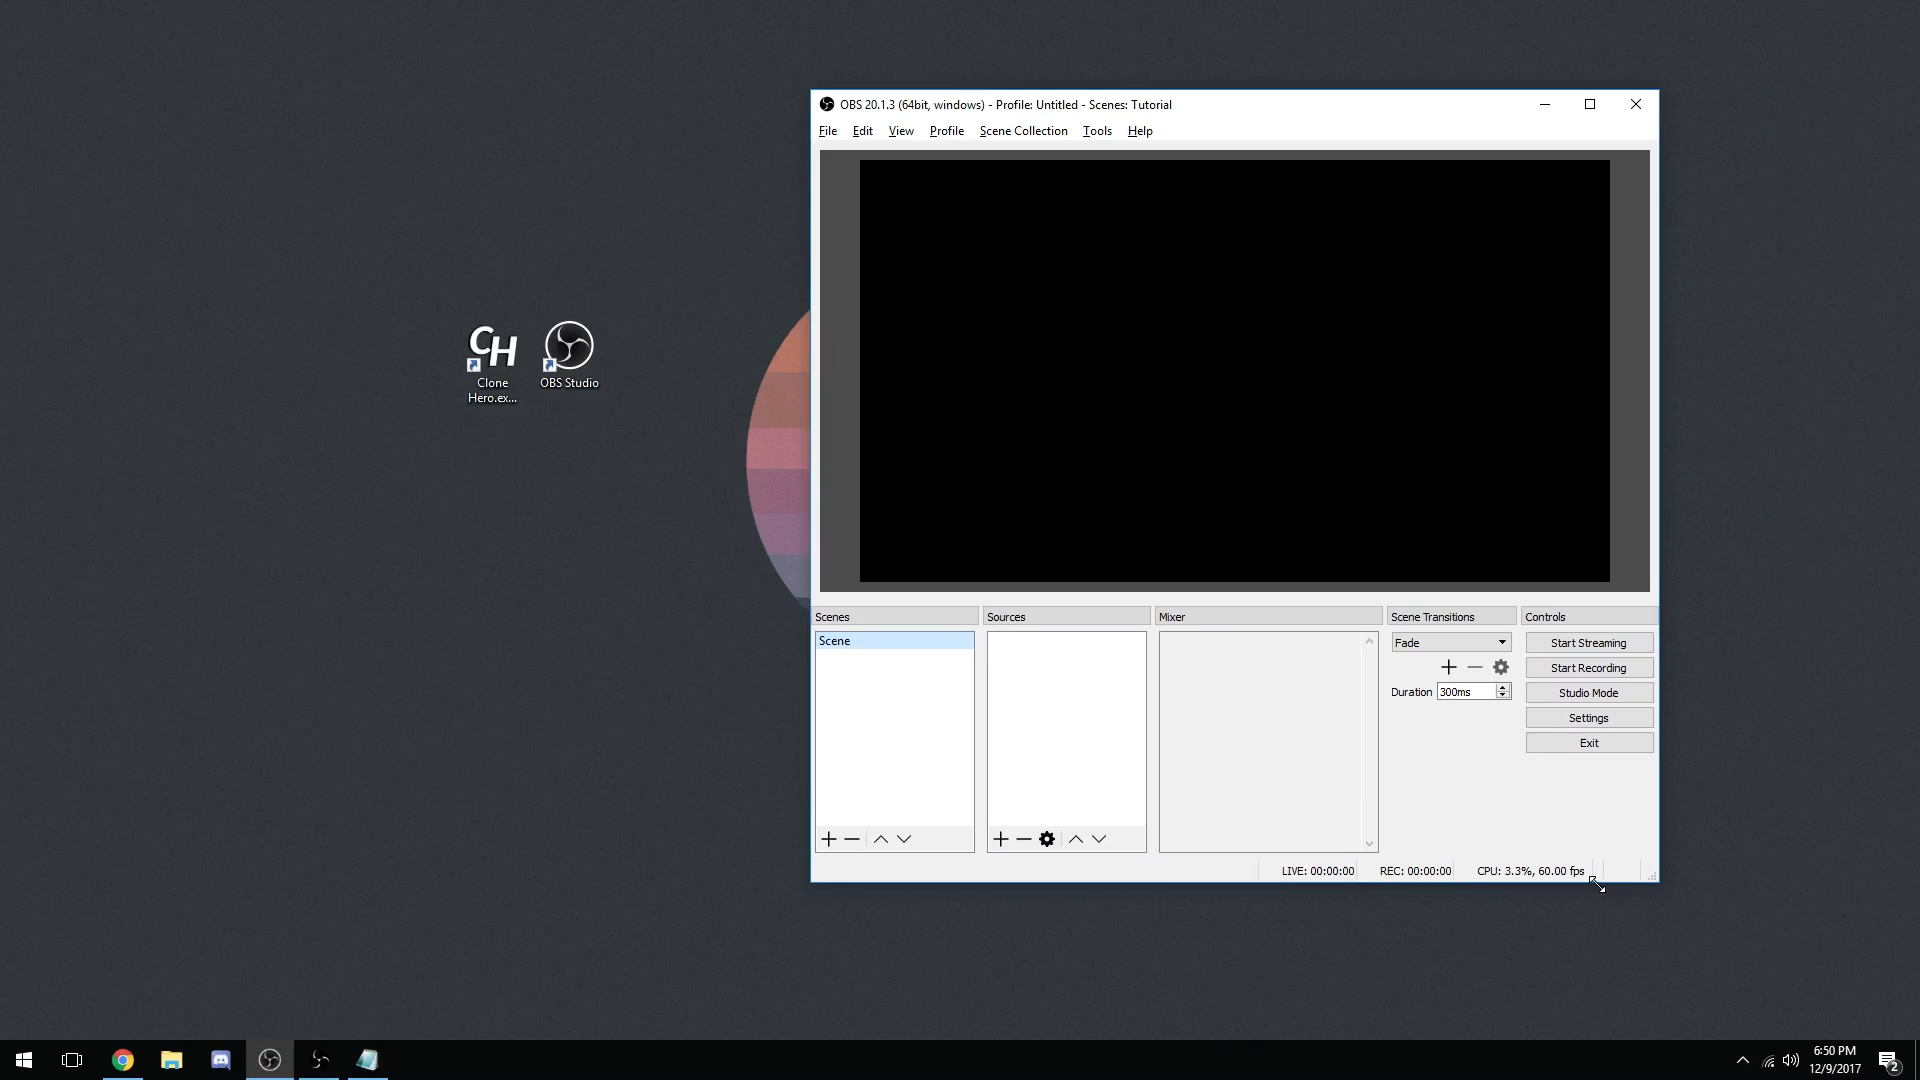 OBS 20.1.3 (64bit, windows) - Profile: Untitled - Scenes: Tutorial
File Edit View Profile Scene Collection Tools Help
CH
Clone
Hero.ex...
OBS Studio
Scenes
Sources
Mixer
Scene Transitions
Controls
Scene
Fade
Duration 300ms
Start Streaming
Start Recording
Studio Mode
Settings
Exit
LIVE: 00:00:00
REC: 00:00:00
CPU: 3.3%, 60.00 fps
6:50 PM
12/9/2017
2